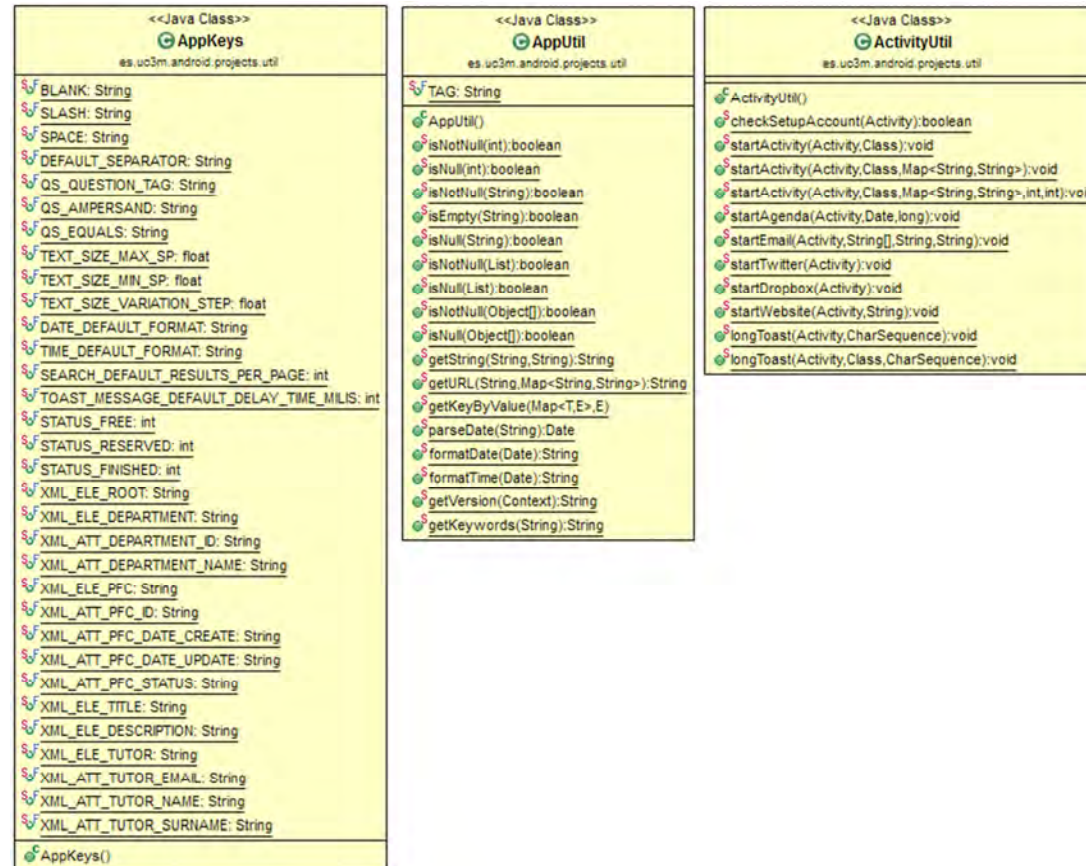 <<Java Class>>
AppKeys
es.uc3m.android.projects.util
BLANK: String
SLASH: String
SPACE: String
DEFAULT_SEPARATOR: String
QS_QUESTION_TAG: String
QS_AMPERSAND: String
QS_EQUALS: String
TEXT_SIZE_MAX_SP: float
TEXT_SIZE_MIN_SP: float
TEXT_SIZE_VARIATION_STEP: float
DATE_DEFAULT_FORMAT: String
TIME_DEFAULT_FORMAT: String
SEARCH_DEFAULT_RESULTS_PER_PAGE: int
TOAST_MESSAGE_DEFAULT_DELAY_TIME_MILIS: int
STATUS_FREE: int
STATUS_RESERVED: int
STATUS_FINISHED: int
XML_ELE_ROOT: String
XML_ELE_DEPARTMENT: String
XML_ATT_DEPARTMENT_ID: String
XML_ATT_DEPARTMENT_NAME: String
XML_ELE_PFC: String
XML_ATT_PFC_ID: String
XML_ATT_PFC_DATE_CREATE: String
XML_ATT_PFC_DATE_UPDATE: String
XML_ATT_PFC_STATUS: String
XML_ELE_TITLE: String
XML_ELE_DESCRIPTION: String
XML_ELE_TUTOR: String
XML_ATT_TUTOR_EMAIL: String
XML_ATT_TUTOR_NAME: String
XML_ATT_TUTOR_SURNAME: String
AppKeys()
<<Java Class>>
AppUtil
es.uc3m.android.projects.util
TAG: String
AppUtil()
isNotNull(int):boolean
isNull(int):boolean
isNotNull(String):boolean
isEmpty(String):boolean
isNull(String):boolean
isNotNull(List):boolean
isNull(List):boolean
isNotNull(Object[]):boolean
isNull(Object[]):boolean
getString(String,String):String
getURL(String,Map<String,String>):String
getKeyByValue(Map<T,E>,E)
parseDate(String):Date
formatDate(Date):String
formatTime(Date):String
getVersion(Context):String
getKeywords(String):String
<<Java Class>>
ActivityUtil
es.uc3m.android.projects.util
ActivityUtil()
checkSetupAccount(Activity):boolean
startActivity(Activity,Class):void
startActivity(Activity,Class,Map<String,String>):void
startActivity(Activity,Class,Map<String,String>,int,int):voi
startAgenda(Activity,Date,long):void
startEmail(Activity,String[],String,String):void
startTwitter(Activity):void
startDropbox(Activity):void
startWebsite(Activity,String):void
longToast(Activity,CharSequence):void
longToast(Activity,Class,CharSequence):void